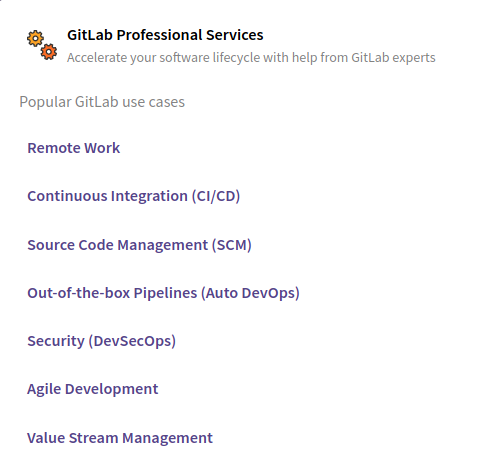 GitLab Professional Services
Accelerate your software lifecycle with help from GitLab experts
Popular GitLab use cases
Remote Work
Continuous Integration (CI/CD)
Source Code Management (SCM)
Out-of-the-box Pipelines (Auto DevOps)
Security (DevSecOps)
Agile Development
Value Stream Management